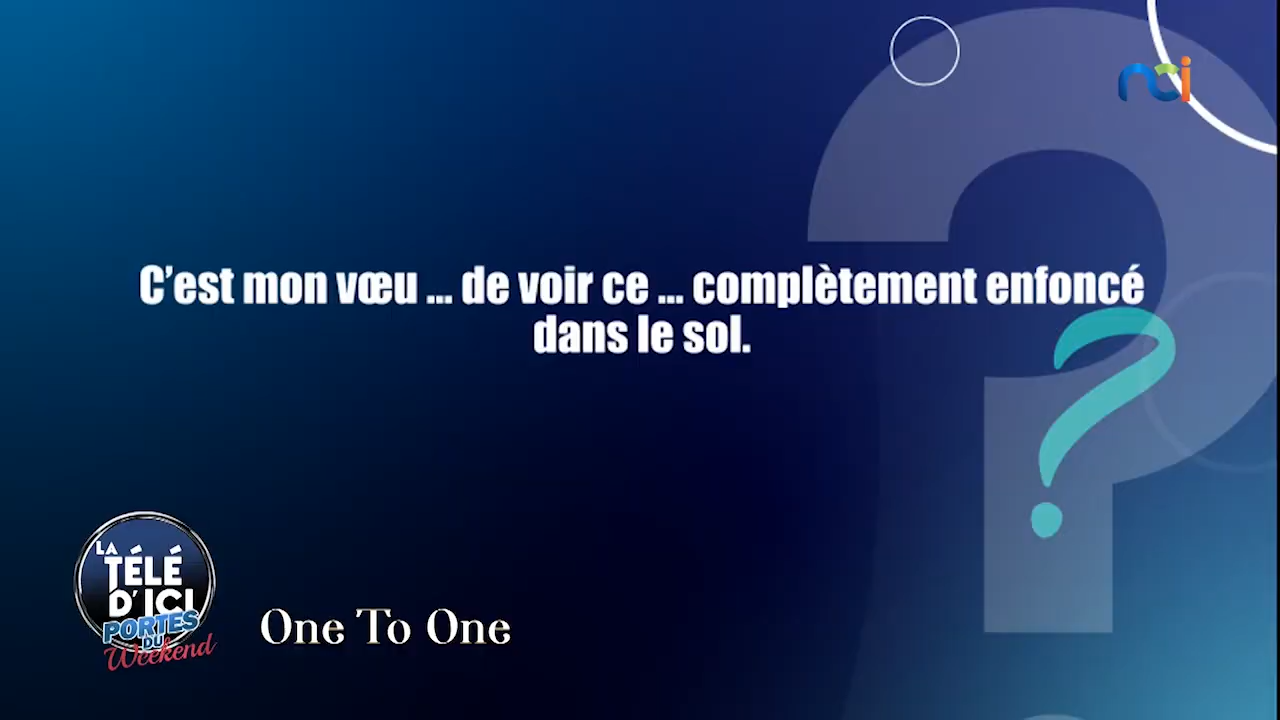 nci
C'est mon vœu ... de voir ce ... complètement enfoncé
dans le sol.
LA
TÉLÉ
D'ICI
PORTES
DU
Weekend
One To One